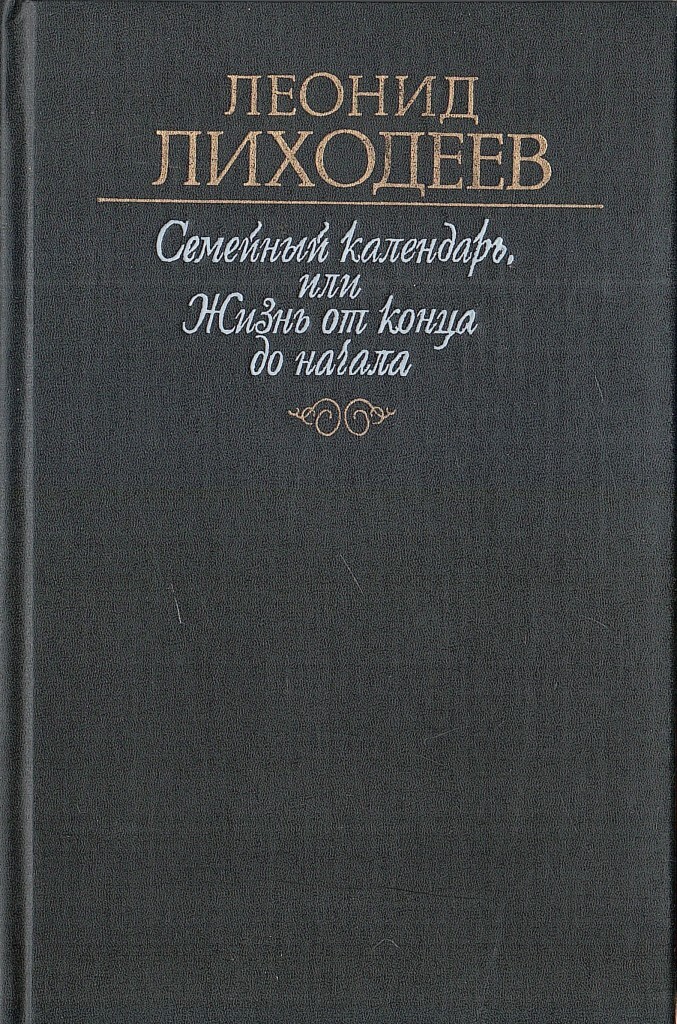 ЛЕОНИД
ЛИХОДЕЕВ
Семейный календарь,
или
Жизнь от конца
до начала